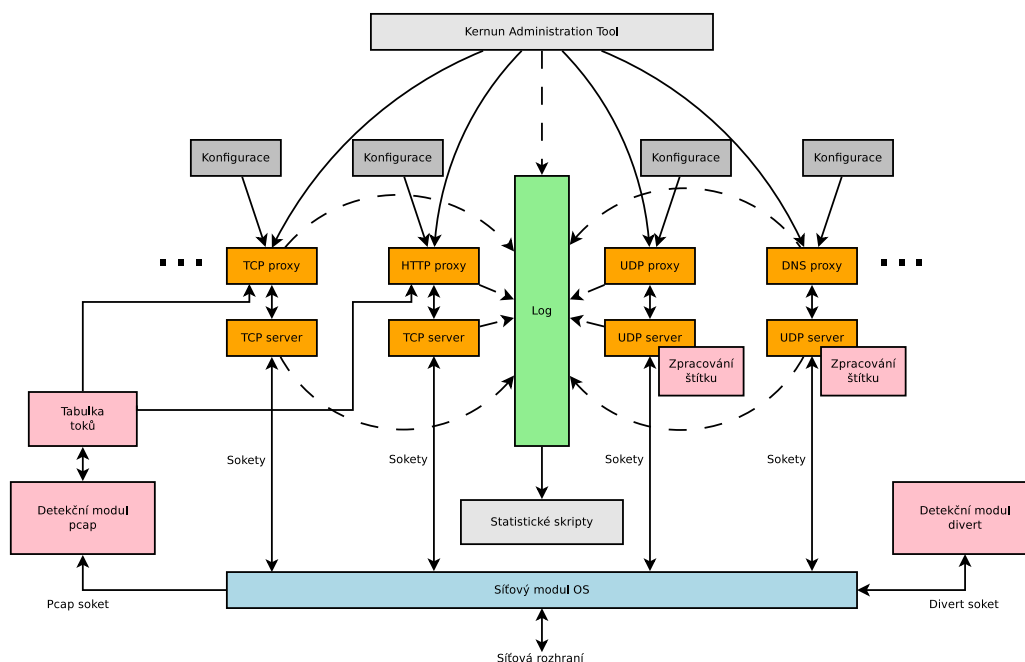 Kernun Administration Tool
Konfigurace
Konfigurace
Konfigurace
Konfigurace
TCP proxy
HTTP proxy
UDP proxy
DNS proxy
Log
TCP server
TCP server
UDP server
UDP server
Zpracování
štítku
Zpracování
štítku
Tabulka
toků
Sokety
Sokety
Sokety
Sokety
Detekční modul
pcap
Statistické skripty
Detekční modul
divert
Síťový modul OS
Pcap soket
Divert soket
Síťová rozhraní